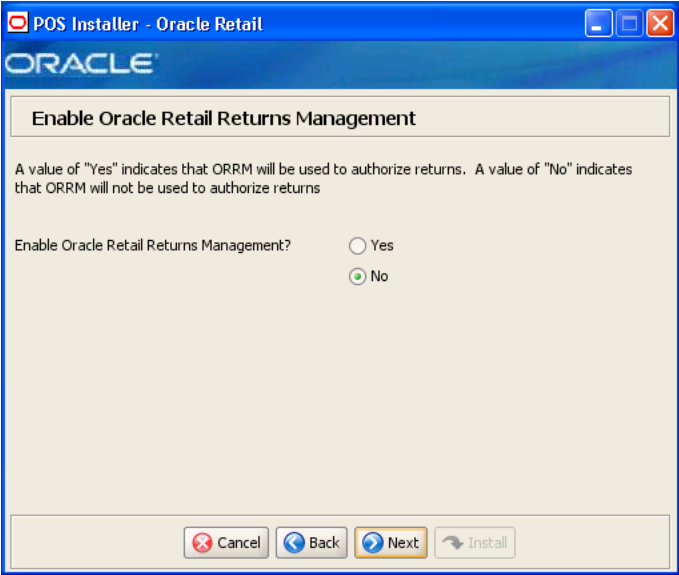 POS Installer - Oracle Retail
ORACLE
Enable Oracle Retail Returns Management
A value of "Yes" indicates that ORRM will be used to authorize returns. A value of "No" indicates
that ORRM will not be used to authorize returns
Enable Oracle Retail Returns Management? Yes
No
Cancel Back Next Install